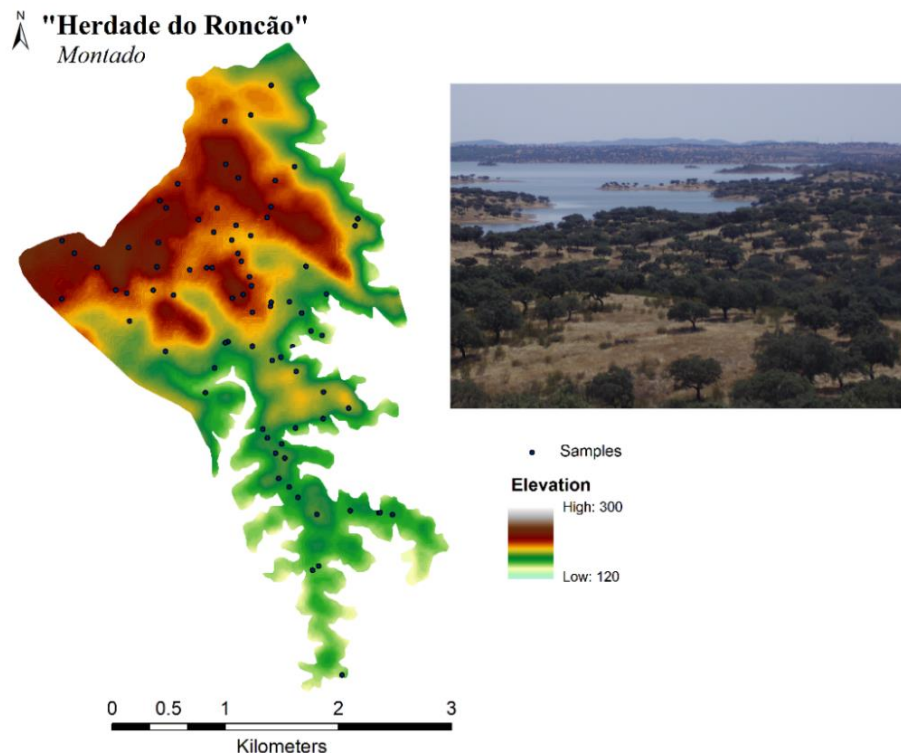 N
"Herdade do Roncão"
Montado
Samples
Elevation
High: 300
Low: 120
0 0.5 1 2 3
Kilometers